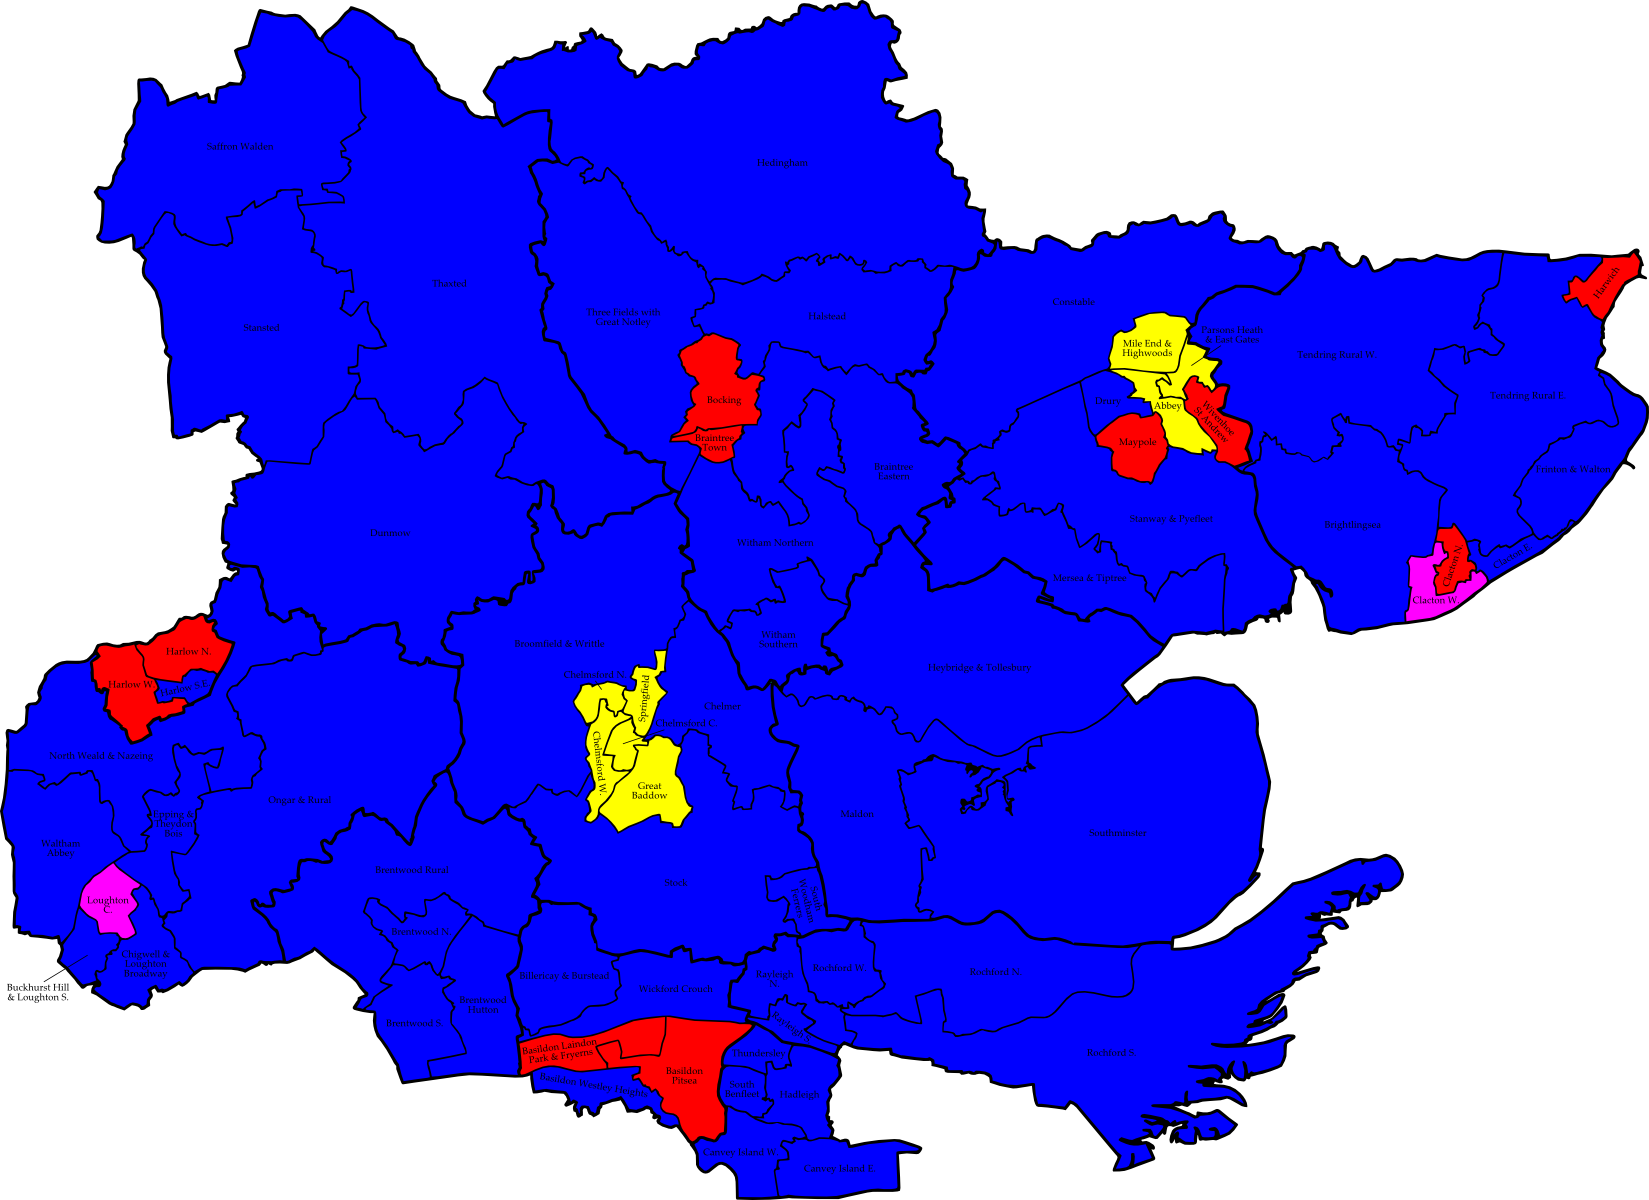 Saffron Walden
Hedingham
Thaxted
Stansted
Three Fields with
Great Notley
Halstead
Constable
Parsons Heath
& East Gates
Mile End &
Highwoods
Tendring Rural W.
Harwich
Tendring Rural E.
Bocking
Braintree
Town
Drury
Abbey
Wivenhoe
St. Andrew
Maypole
Braintree
Eastern
Frinton & Walton
Dunmow
Witham Northern
Stanway & Pyefleet
Brightlingsea
Mersea & Tiptree
Clacton N.
Clacton E.
Clacton W.
Harlow N.
Harlow W.
Harlow S.E.
Broomfield & Writtle
Witham
Southern
Heybridge & Tollesbury
Chelmsford N.
Springfield
Chelmer
Chelmsford C.
Chelmsford W.
Great
Baddow
North Weald & Nazeing
Ongar & Rural
Epping &
Theydon
Bois
Waltham
Abbey
Maldon
Southminster
Brentwood Rural
Stock
South
Woodham
Ferrers
Loughton
C.
Brentwood N.
Chigwell &
Loughton
Broadway
Buckhurst Hill
& Loughton S.
Billericay & Burstead
Wickford Crouch
Rayleigh
N.
Rochford W.
Rochford N.
Brentwood
Hutton
Brentwood S.
Rayleigh S.
Basildon Laindon
Park & Fryerns
Basildon
Pitsea
Basildon Westley Heights
Thundersley
South
Benfleet
Hadleigh
Rochford S.
Canvey Island W.
Canvey Island E.